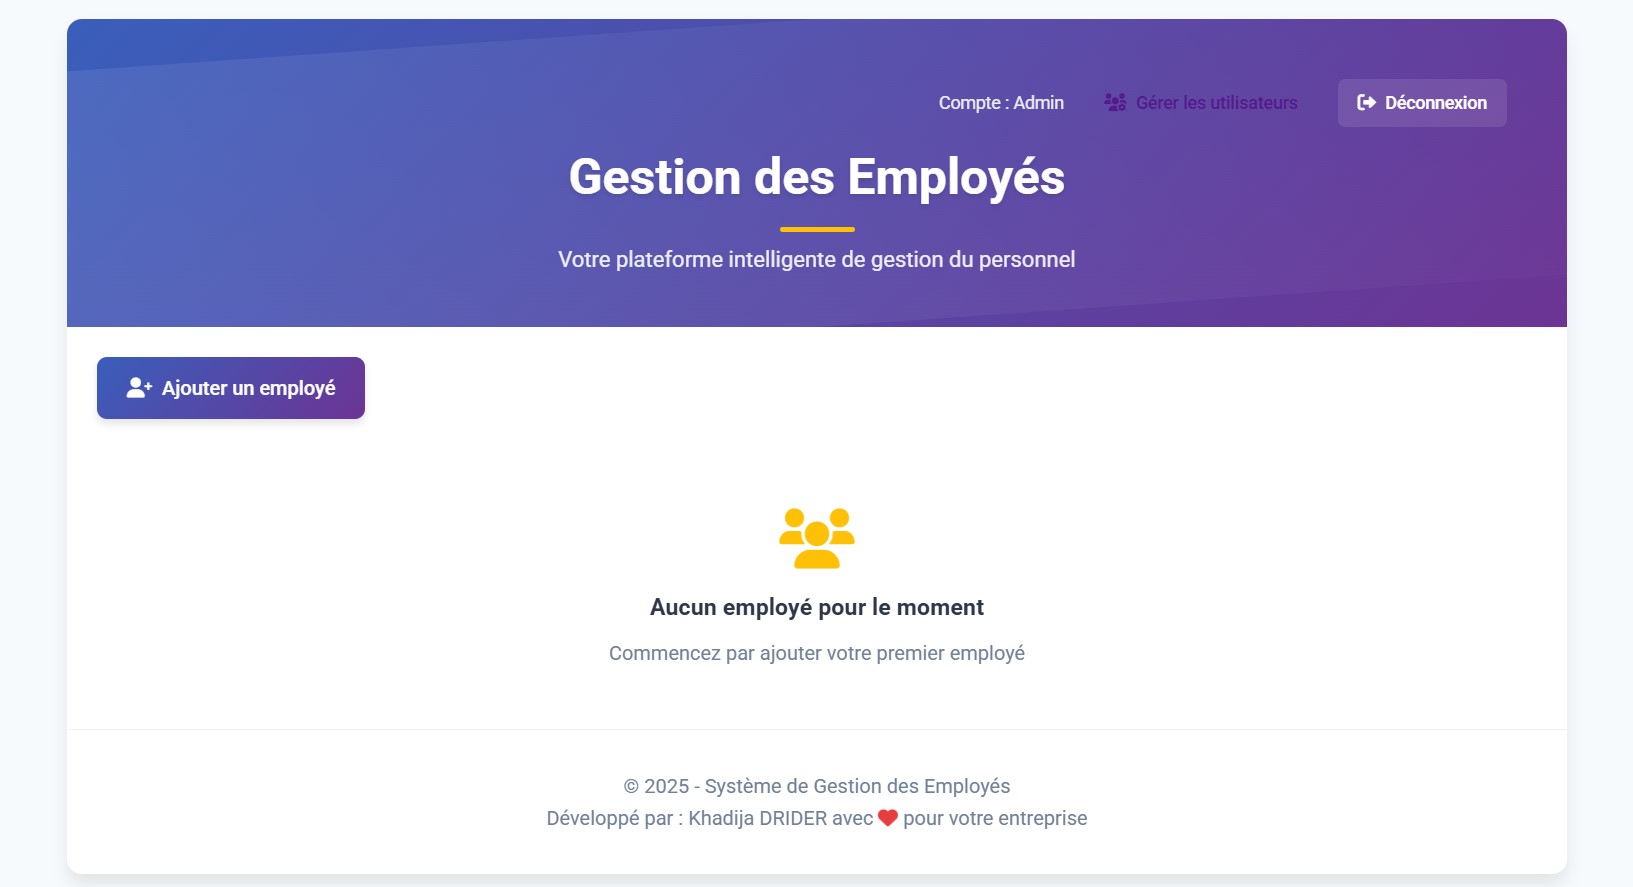 Compte : Admin
Gérer les utilisateurs
Déconnexion
Gestion des Employés
Votre plateforme intelligente de gestion du personnel
Ajouter un employé
Aucun employé pour le moment
Commencez par ajouter votre premier employé
© 2025 - Système de Gestion des Employés
Développé par : Khadija DRIDER avec ❤ pour votre entreprise